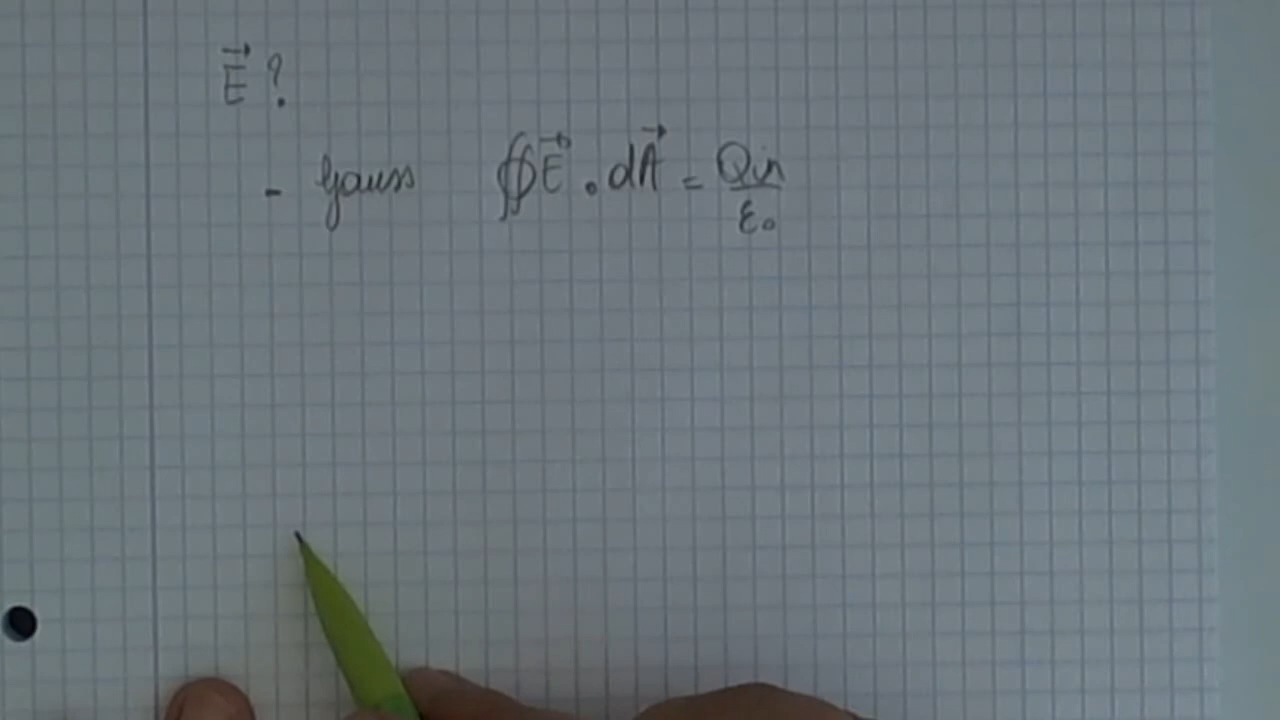 E⃗ ?
- Gauss ∯E⃗ . dA⃗ = Qin/ε₀